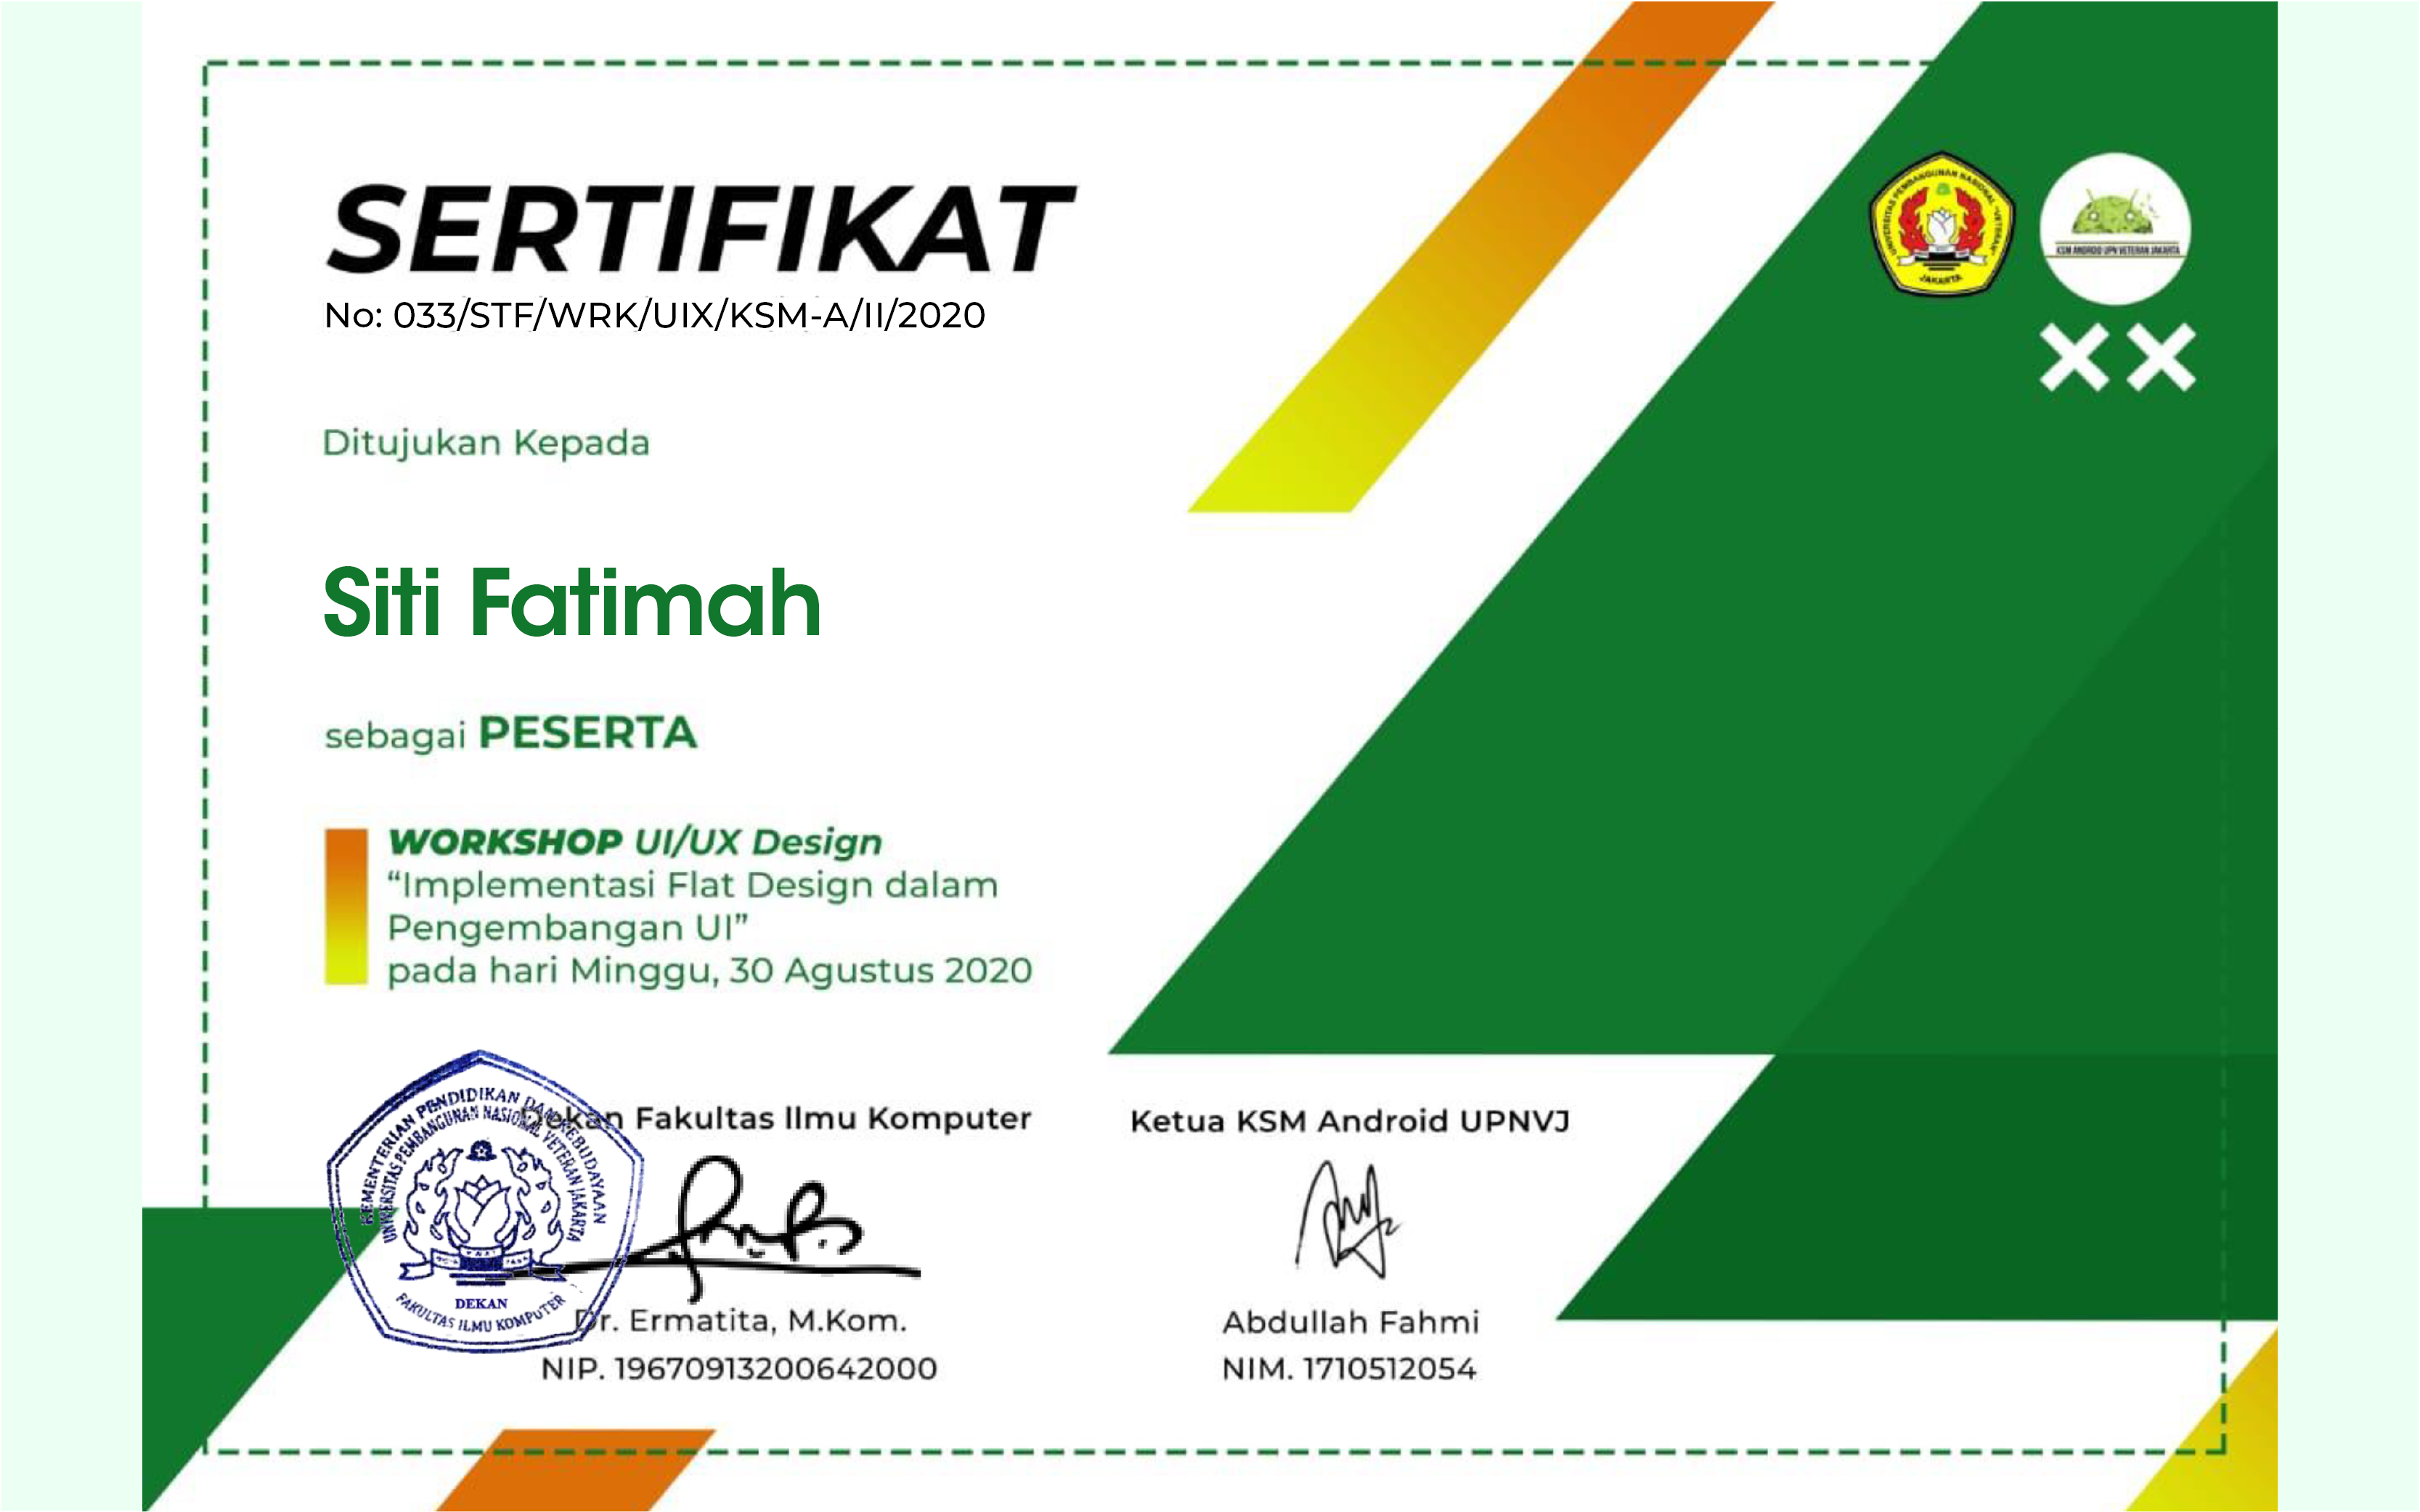 SERTIFIKAT
No: 033/STF/WRK/UIX/KSM-A/II/2020
UNIVERSITAS PEMBANGUNAN NASIONAL "VETERAN"
JAKARTA
KSM ANDROID UPN VETERAN JAKARTA
Ditujukan Kepada
Siti Fatimah
sebagai PESERTA
WORKSHOP UI/UX Design
“Implementasi Flat Design dalam
Pengembangan UI”
pada hari Minggu, 30 Agustus 2020
Dekan Fakultas Ilmu Komputer
KEMENTERIAN PENDIDIKAN DAN KEBUDAYAAN
UNIVERSITAS PEMBANGUNAN NASIONAL VETERAN JAKARTA
DEKAN
FAKULTAS ILMU KOMPUTER
Dr. Ermatita, M.Kom.
NIP. 19670913200642000
Ketua KSM Android UPNVJ
Abdullah Fahmi
NIM. 1710512054